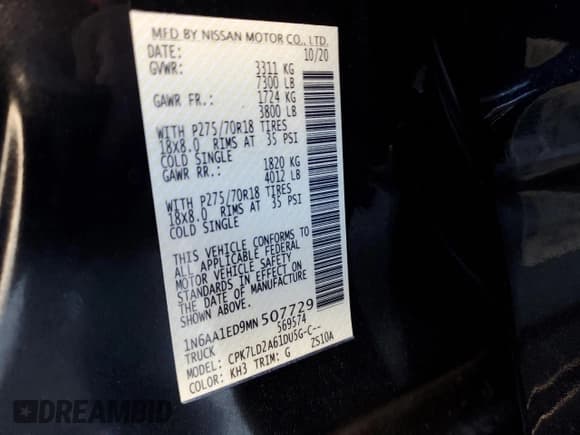 MFD BY NISSAN MOTOR CO., LTD.
DATE: 10/20
GVWR: 3311 KG
7300 LB
GAWR FR.: 1724 KG
3800 LB
WITH P275/70R18 TIRES
18x8.0 RIMS AT 35 PSI
COLD SINGLE
GAWR RR.: 1820 KG
4012 LB
WITH P275/70R18 TIRES
18x8.0 RIMS AT 35 PSI
COLD SINGLE
THIS VEHICLE CONFORMS TO
ALL APPLICABLE FEDERAL
MOTOR VEHICLE SAFETY
STANDARDS IN EFFECT ON
THE DATE OF MANUFACTURE
SHOWN ABOVE.
1N6AA1ED9MN 507729
TRUCK 569574
MODEL: CPK7LD2A61DU5G-C--
COLOR: KH3 TRIM: G ZS10A
DREAMBID